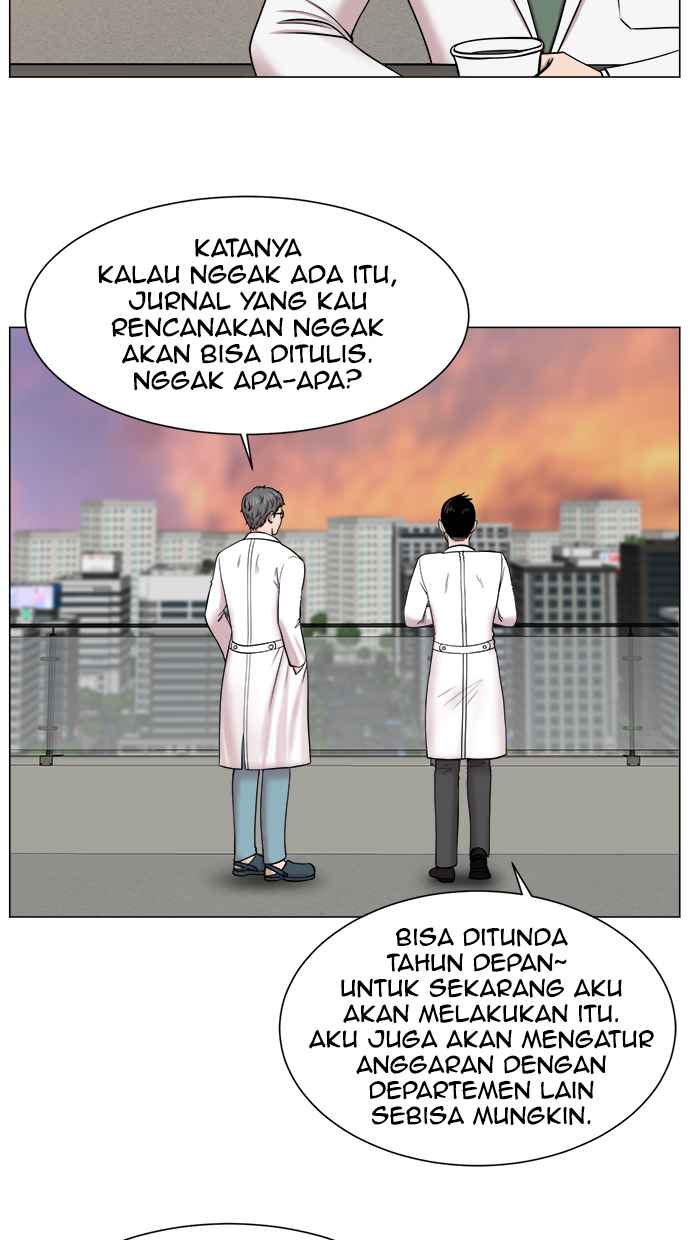 KATANYA
KALAU NGGAK ADA ITU,
JURNAL YANG KAU
RENCANAKAN NGGAK
AKAN BISA DITULIS.
NGGAK APA-APA?
BISA DITUNDA
TAHUN DEPAN~
UNTUK SEKARANG AKU
AKAN MELAKUKAN ITU.
AKU JUGA AKAN MENGATUR
ANGGARAN DENGAN
DEPARTEMEN LAIN
SEBISA MUNGKIN.